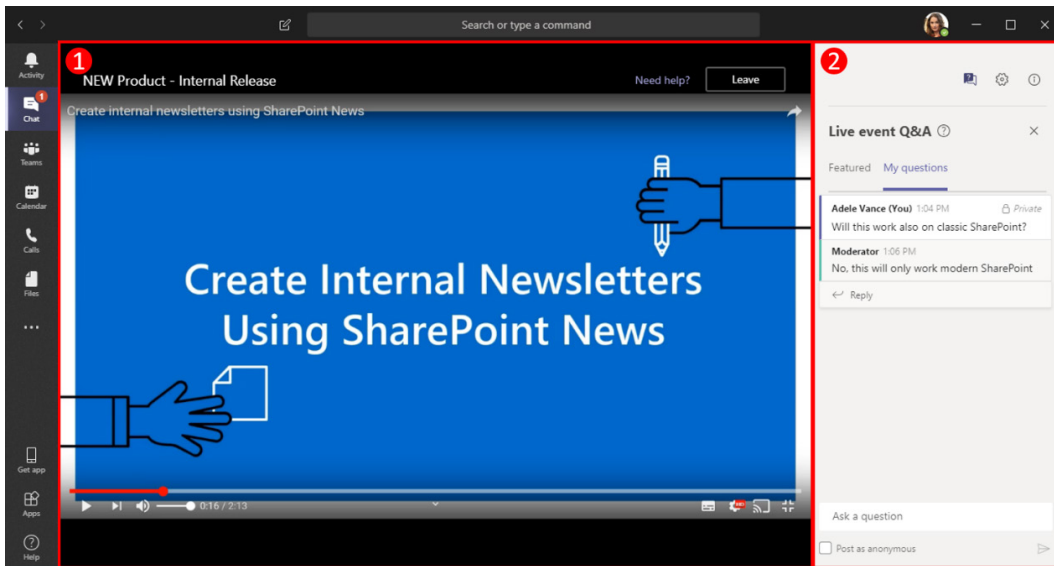 Search or type a command
Activity
1
Chat
Teams
Calendar
Calls
Files
Get app
Apps
Help
1
NEW Product - Internal Release
Need help?
Leave
Create internal newsletters using SharePoint News
Create Internal Newsletters
Using SharePoint News
0:16 / 2:13
2
Live event Q&A
Featured My questions
Adele Vance (You) 1:04 PM Private
Will this work also on classic SharePoint?
Moderator 1:06 PM
No, this will only work modern SharePoint
Reply
Ask a question
Post as anonymous